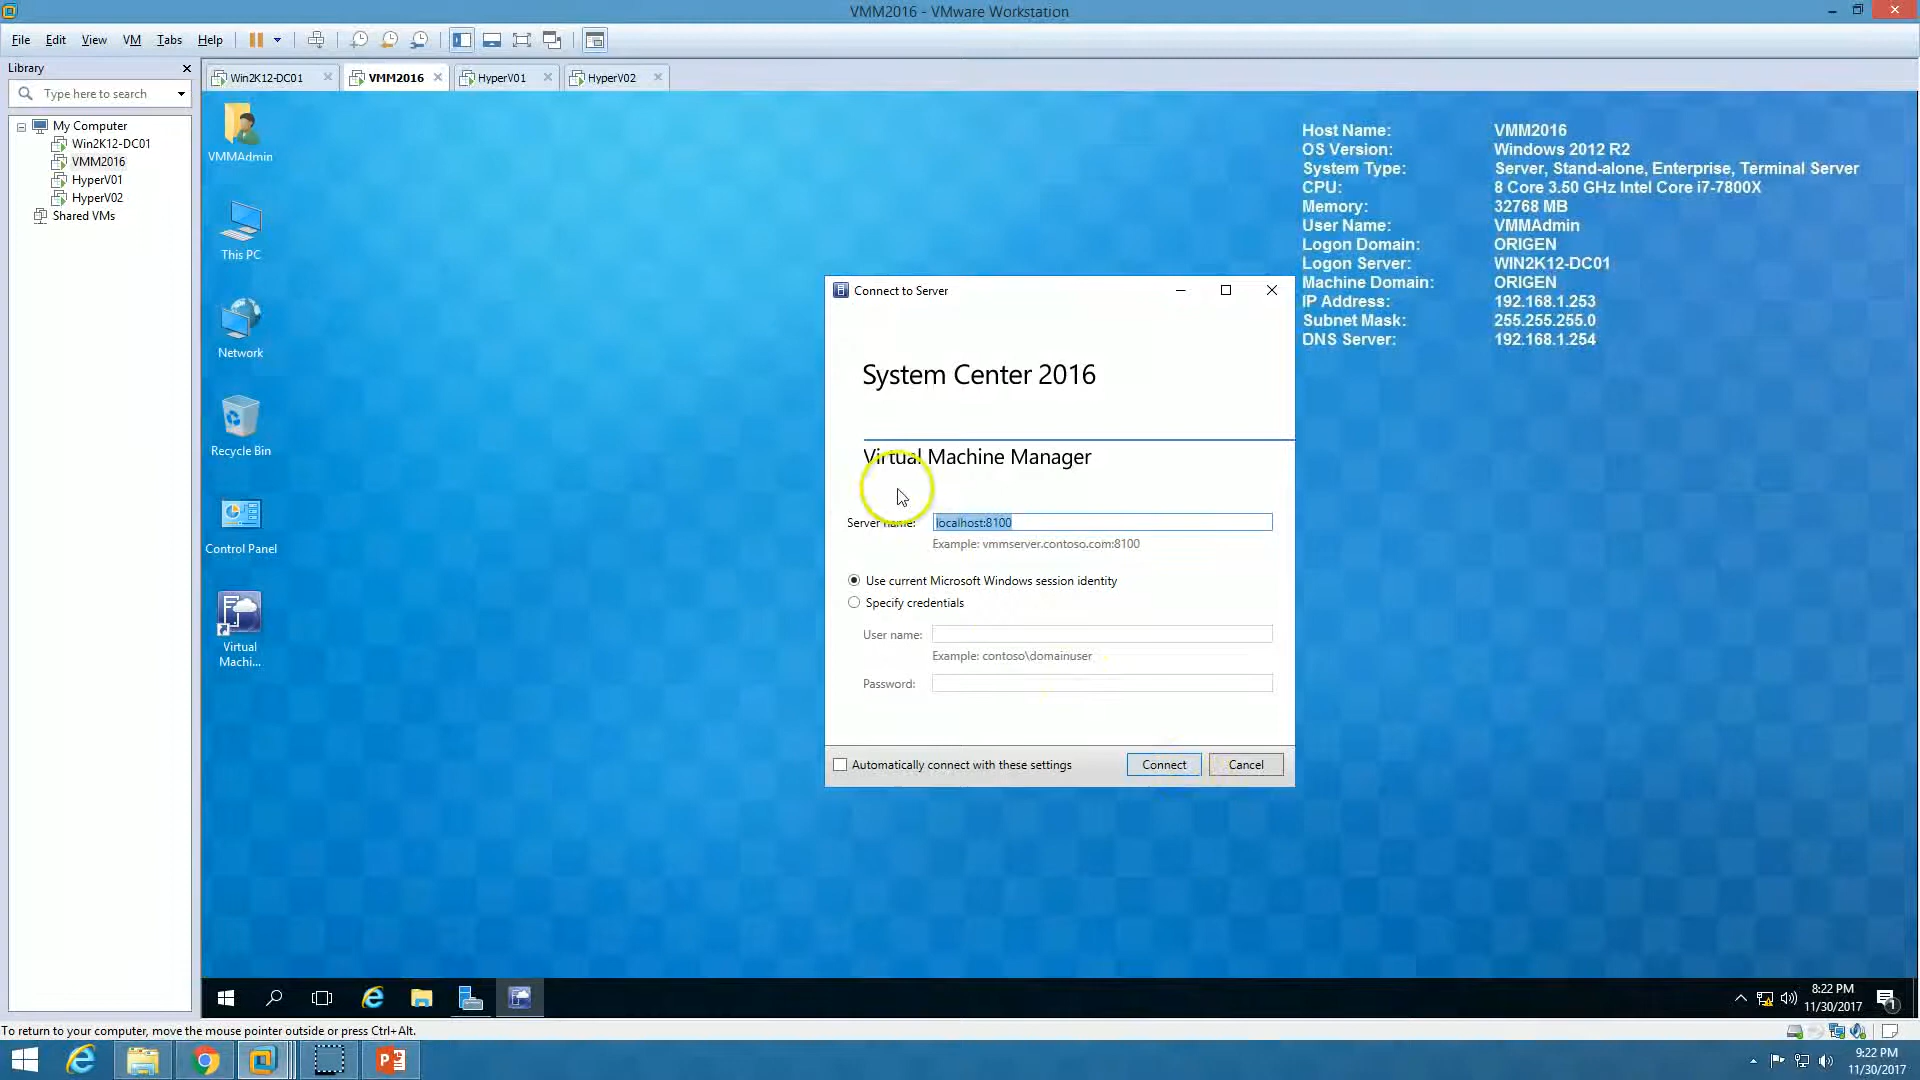 VMM2016 - VMware Workstation
File Edit View VM Tabs Help
Library
Type here to search
My Computer
Win2K12-DC01
VMM2016
HyperV01
HyperV02
Shared VMs
Win2K12-DC01 VMM2016 HyperV01 HyperV02
VMMAdmin
This PC
Network
Recycle Bin
Control Panel
Virtual
Machi...
Host Name: VMM2016
OS Version: Windows 2012 R2
System Type: Server, Stand-alone, Enterprise, Terminal Server
CPU: 8 Core 3.50 GHz Intel Core i7-7800X
Memory: 32768 MB
User Name: VMMAdmin
Logon Domain: ORIGEN
Logon Server: WIN2K12-DC01
Machine Domain: ORIGEN
IP Address: 192.168.1.253
Subnet Mask: 255.255.255.0
DNS Server: 192.168.1.254
Connect to Server
System Center 2016
Virtual Machine Manager
Server name: localhost:8100
Example: vmmserver.contoso.com:8100
Use current Microsoft Windows session identity
Specify credentials
User name:
Example: contoso\domainuser
Password:
Automatically connect with these settings
Connect
Cancel
8:22 PM
11/30/2017
1
To return to your computer, move the mouse pointer outside or press Ctrl+Alt.
9:22 PM
11/30/2017